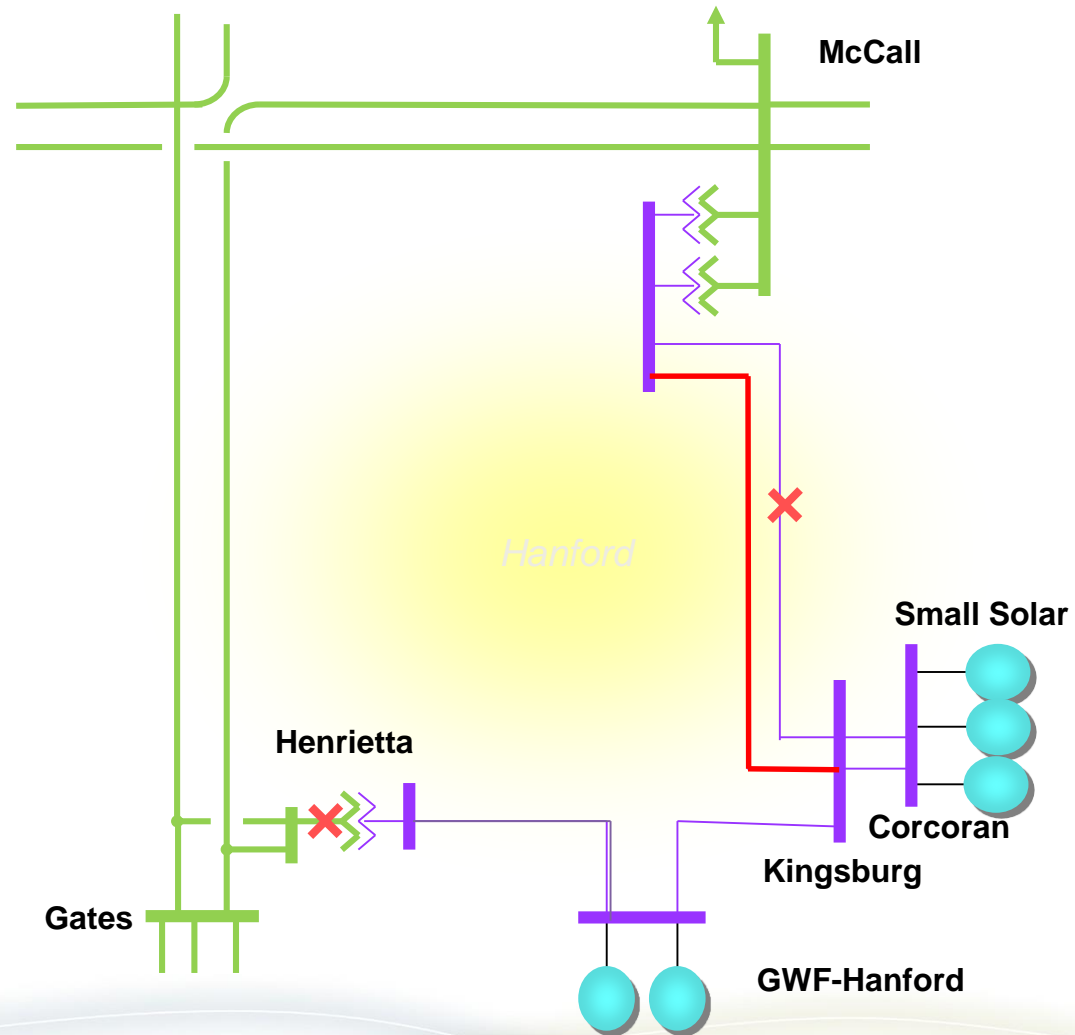 McCall
Hanford
Small Solar
Henrietta
Corcoran
Kingsburg
Gates
GWF-Hanford